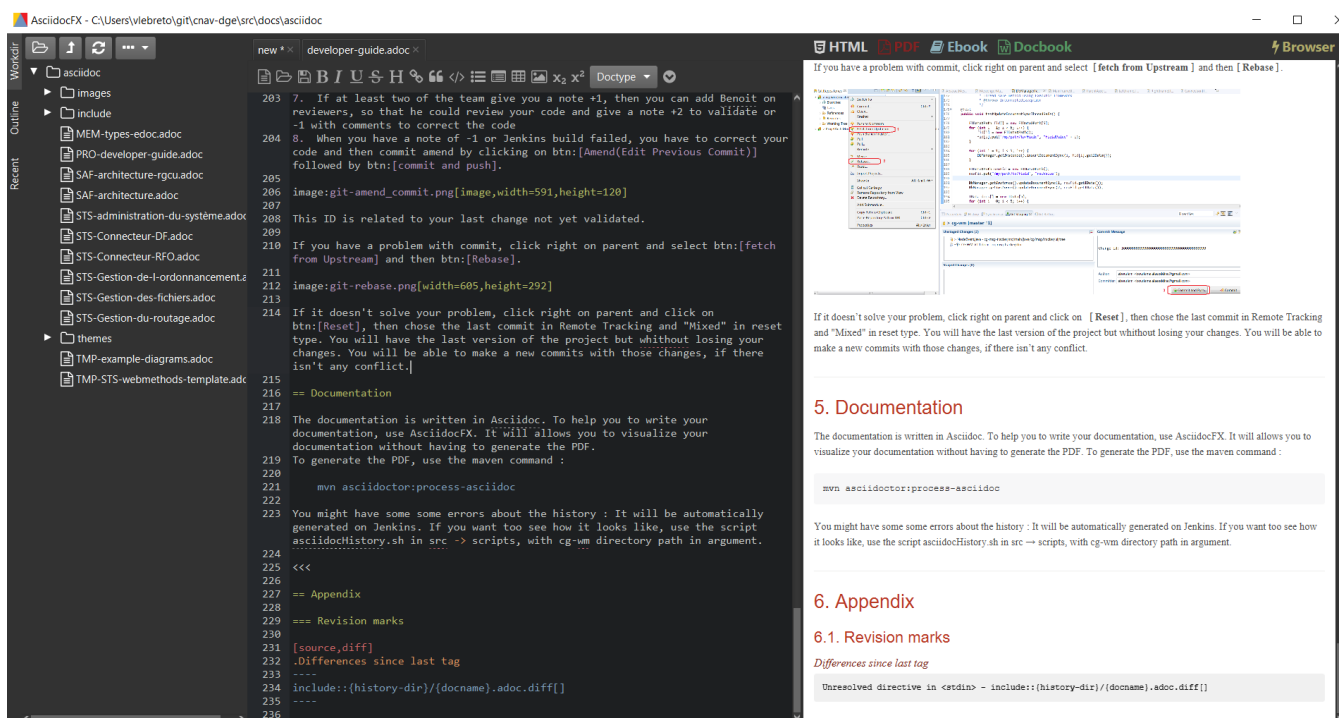 AsciidocFX - C:\Users\vlebreto\git\cnav-dge\src\docs\asciidoc
Workdir
Outline
Recent
asciidoc
images
include
MEM-types-edoc.adoc
PRO-developer-guide.adoc
SAF-architecture-rgcu.adoc
SAF-architecture.adoc
STS-administration-du-système.adoc
STS-Connecteur-DF.adoc
STS-Connecteur-RFO.adoc
STS-Gestion-de-l-ordonnancement.a
STS-Gestion-des-fichiers.adoc
STS-Gestion-du-routage.adoc
themes
TMP-example-diagrams.adoc
TMP-STS-webmethods-template.adc
new * × developer-guide.adoc ×
B I U S H x₂ x² Doctype
203 7. If at least two of the team give you a note +1, then you can add Benoit on
reviewers, so that he could review your code and give a note +2 to validate or
-1 with comments to correct the code
204 8. When you have a note of -1 or Jenkins build failed, you have to correct your
code and then commit amend by clicking on btn:[Amend(Edit Previous Commit)]
followed by btn:[commit and push].
205
206 image:git-amend_commit.png[image,width=591,height=120]
207
208 This ID is related to your last change not yet validated.
209
210 If you have a problem with commit, click right on parent and select btn:[fetch
from Upstream] and then btn:[Rebase].
211
212 image:git-rebase.png[width=605,height=292]
213
214 If it doesn't solve your problem, click right on parent and click on
btn:[Reset], then chose the last commit in Remote Tracking and "Mixed" in reset
type. You will have the last version of the project but whithout losing your
changes. You will be able to make a new commits with those changes, if there
isn't any conflict.
215
216 == Documentation
217
218 The documentation is written in Asciidoc. To help you to write your
documentation, use AsciidocFX. It will allows you to visualize your
documentation without having to generate the PDF.
219 To generate the PDF, use the maven command :
220
221 mvn asciidoctor:process-asciidoc
222
223 You might have some some errors about the history : It will be automatically
generated on Jenkins. If you want too see how it looks like, use the script
asciidocHistory.sh in src -> scripts, with cg-wm directory path in argument.
224
225 <<<
226
227 == Appendix
228
229 === Revision marks
230
231 [source,diff]
232 .Differences since last tag
233 ----
234 include::{history-dir}/{docname}.adoc.diff[]
235 ----
236
HTML PDF Ebook Docbook Browser
If you have a problem with commit, click right on parent and select [fetch from Upstream] and then [Rebase].
If it doesn't solve your problem, click right on parent and click on [Reset], then chose the last commit in Remote Tracking
and "Mixed" in reset type. You will have the last version of the project but whithout losing your changes. You will be able to
make a new commits with those changes, if there isn't any conflict.
5. Documentation
The documentation is written in Asciidoc. To help you to write your documentation, use AsciidocFX. It will allows you to
visualize your documentation without having to generate the PDF. To generate the PDF, use the maven command :
mvn asciidoctor:process-asciidoc
You might have some some errors about the history : It will be automatically generated on Jenkins. If you want too see how
it looks like, use the script asciidocHistory.sh in src → scripts, with cg-wm directory path in argument.
6. Appendix
6.1. Revision marks
Differences since last tag
Unresolved directive in <stdin> - include::{history-dir}/{docname}.adoc.diff[]